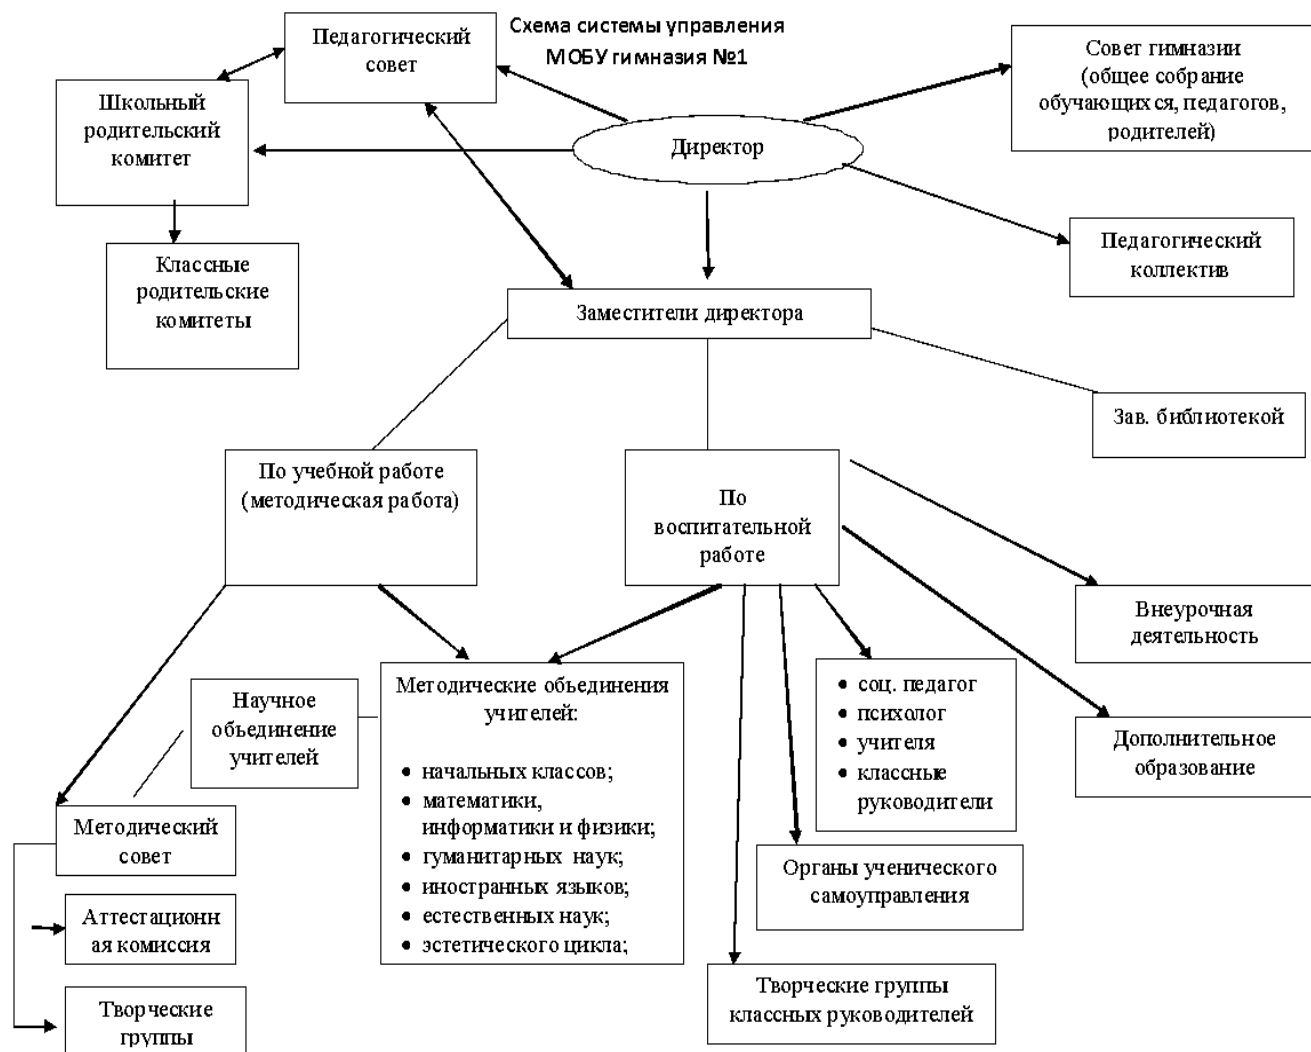 Схема системы управления
МОБУ гимназия №1
Педагогический
совет
Совет гимназии
(общее собрание
обучающихся, педагогов,
родителей)
Школьный
родительский
комитет
Директор
Педагогический
коллектив
Классные
родительские
комитеты
Заместители директора
Зав. библиотекой
По учебной работе
(методическая работа)
По
воспитательной
работе
Внеурочная
деятельность
Научное
объединение
учителей
Методические объединения
учителей:
• начальных классов;
• математики,
информатики и физики;
• гуманитарных наук;
• иностранных языков;
• естественных наук;
• эстетического цикла;
• соц. педагог
• психолог
• учителя
• классные
руководители
Дополнительное
образование
Методический
совет
Органы ученического
самоуправления
Аттестационн
ая комиссия
Творческие группы
классных руководителей
Творческие
группы